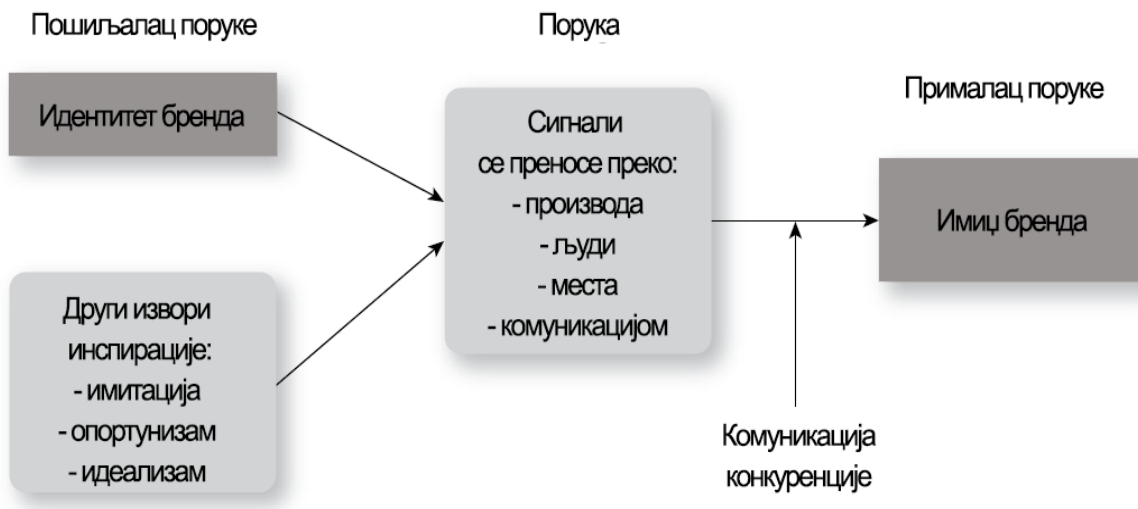 Пошиљалац поруке
Идентитет бренда
Други извори
инспирације:
- имитација
- опортунизам
- идеализам
Порука
Сигнали
се преносе преко:
- производа
- људи
- места
- комуникацијом
Комуникација
конкуренције
Прималац поруке
Имиџ бренда